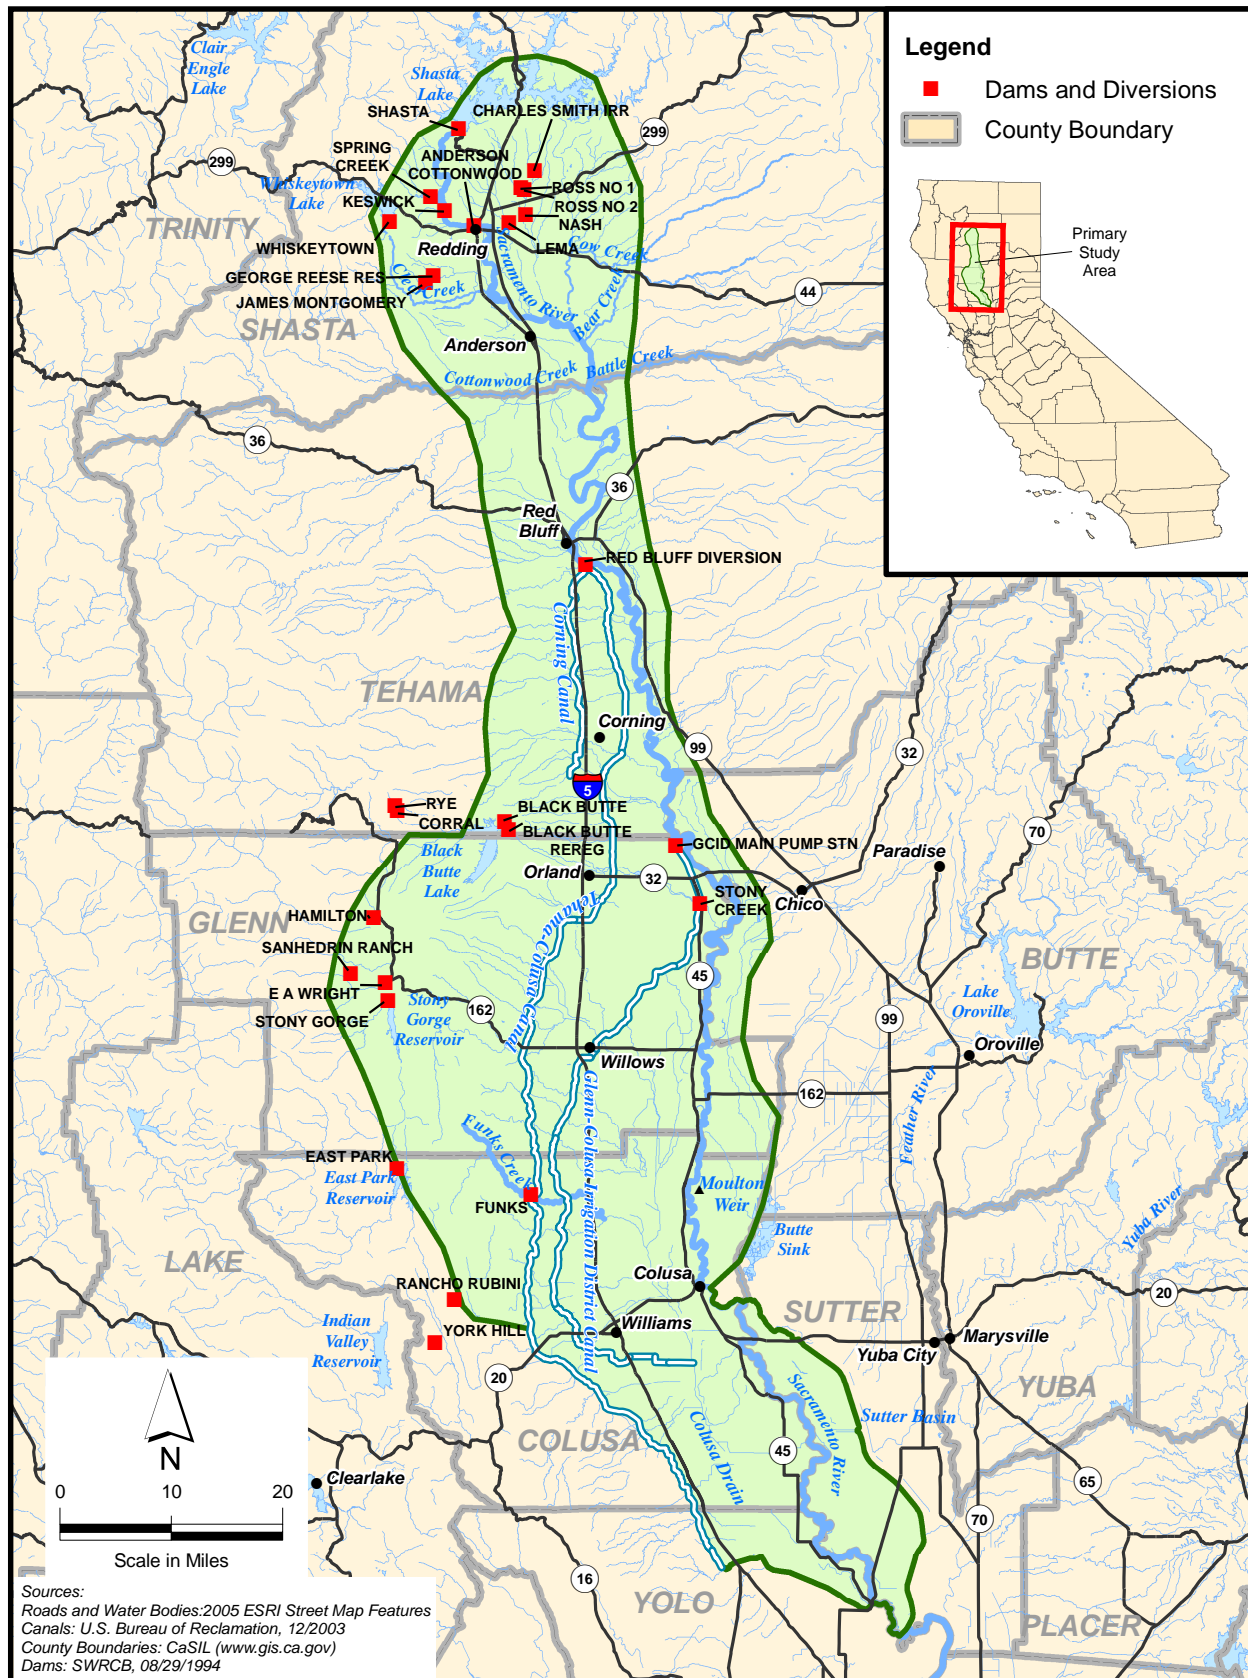 Legend
Dams and Diversions
County Boundary
Primary
Study
Area
Clair
Engle
Lake
Shasta
Lake
SHASTA
CHARLES SMITH IRR
299
SPRING
CREEK
ANDERSON
COTTONWOOD
299
Whiskeytown
Lake
KESWICK
ROSS NO 1
ROSS NO 2
NASH
TRINITY
WHISKEYTOWN
Redding
LEMA
Cow Creek
GEORGE REESE RES
Clear Creek
JAMES MONTGOMERY
Sacramento River
Bear Creek
44
SHASTA
Anderson
Cottonwood Creek
Battle Creek
36
36
Red
Bluff
RED BLUFF DIVERSION
Corning Canal
TEHAMA
Corning
99
32
5
RYE
CORRAL
BLACK BUTTE
BLACK BUTTE
REREG
GCID MAIN PUMP STN
70
Black
Butte
Lake
Orland
32
Paradise
STONY
CREEK
Chico
HAMILTON
GLENN
Tehama-Colusa Canal
SANHEDRIN RANCH
E A WRIGHT
STONY GORGE
Stony
Gorge
Reservoir
45
BUTTE
Lake
Oroville
162
99
Oroville
Willows
162
Feather River
Glenn-Colusa Irrigation District Canal
Funks Creek
EAST PARK
East Park
Reservoir
FUNKS
Moulton
Weir
Butte
Sink
Yuba River
LAKE
RANCHO RUBINI
Colusa
20
SUTTER
Indian
Valley
Reservoir
YORK HILL
Williams
Marysville
Yuba City
20
YUBA
Sacramento River
Sutter Basin
N
COLUSA
Colusa Drain
45
Clearlake
65
0 10 20
Scale in Miles
70
16
YOLO
PLACER
Sources:
Roads and Water Bodies:2005 ESRI Street Map Features
Canals: U.S. Bureau of Reclamation, 12/2003
County Boundaries: CaSIL (www.gis.ca.gov)
Dams: SWRCB, 08/29/1994